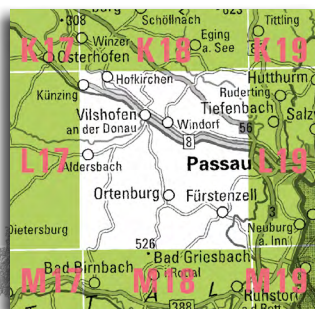 308
Schöllnach
Eging
a. See
Tittling
K17
Winzer
K18
K19
Osterhofen
Hofkirchen
Hutthurm
Ruderting
Künzing
Vilshofen
an der Donau
Windorf
Tiefenbach
Salz
56
8
L17
Aldersbach
Passau
L19
Ortenburg
Fürstenzell
3
Dietersburg
Neuburg
a. Inn
526
Bad Birnbach
Bad Griesbach
i. Rottal
M17
M18
M19
Ruhstorf
T
A
L
388